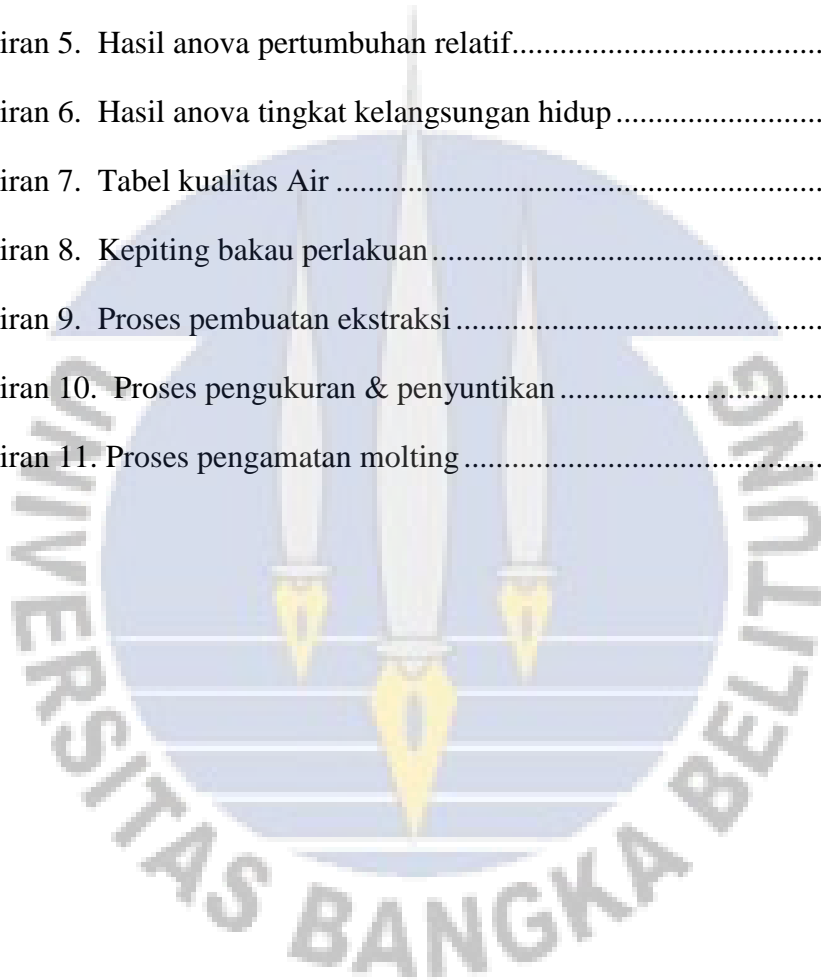 iran 5.  Hasil anova pertumbuhan relatif................................................
iran 6.  Hasil anova tingkat kelangsungan hidup................................
iran 7.  Tabel kualitas Air..................................................................
iran 8.  Kepiting bakau perlakuan.....................................................
iran 9.  Proses pembuatan ekstraksi..................................................
iran 10.  Proses pengukuran & penyuntikan.....................................
iran 11. Proses pengamatan molting.................................................
UNIVERSITAS BANGKA BELITUNG